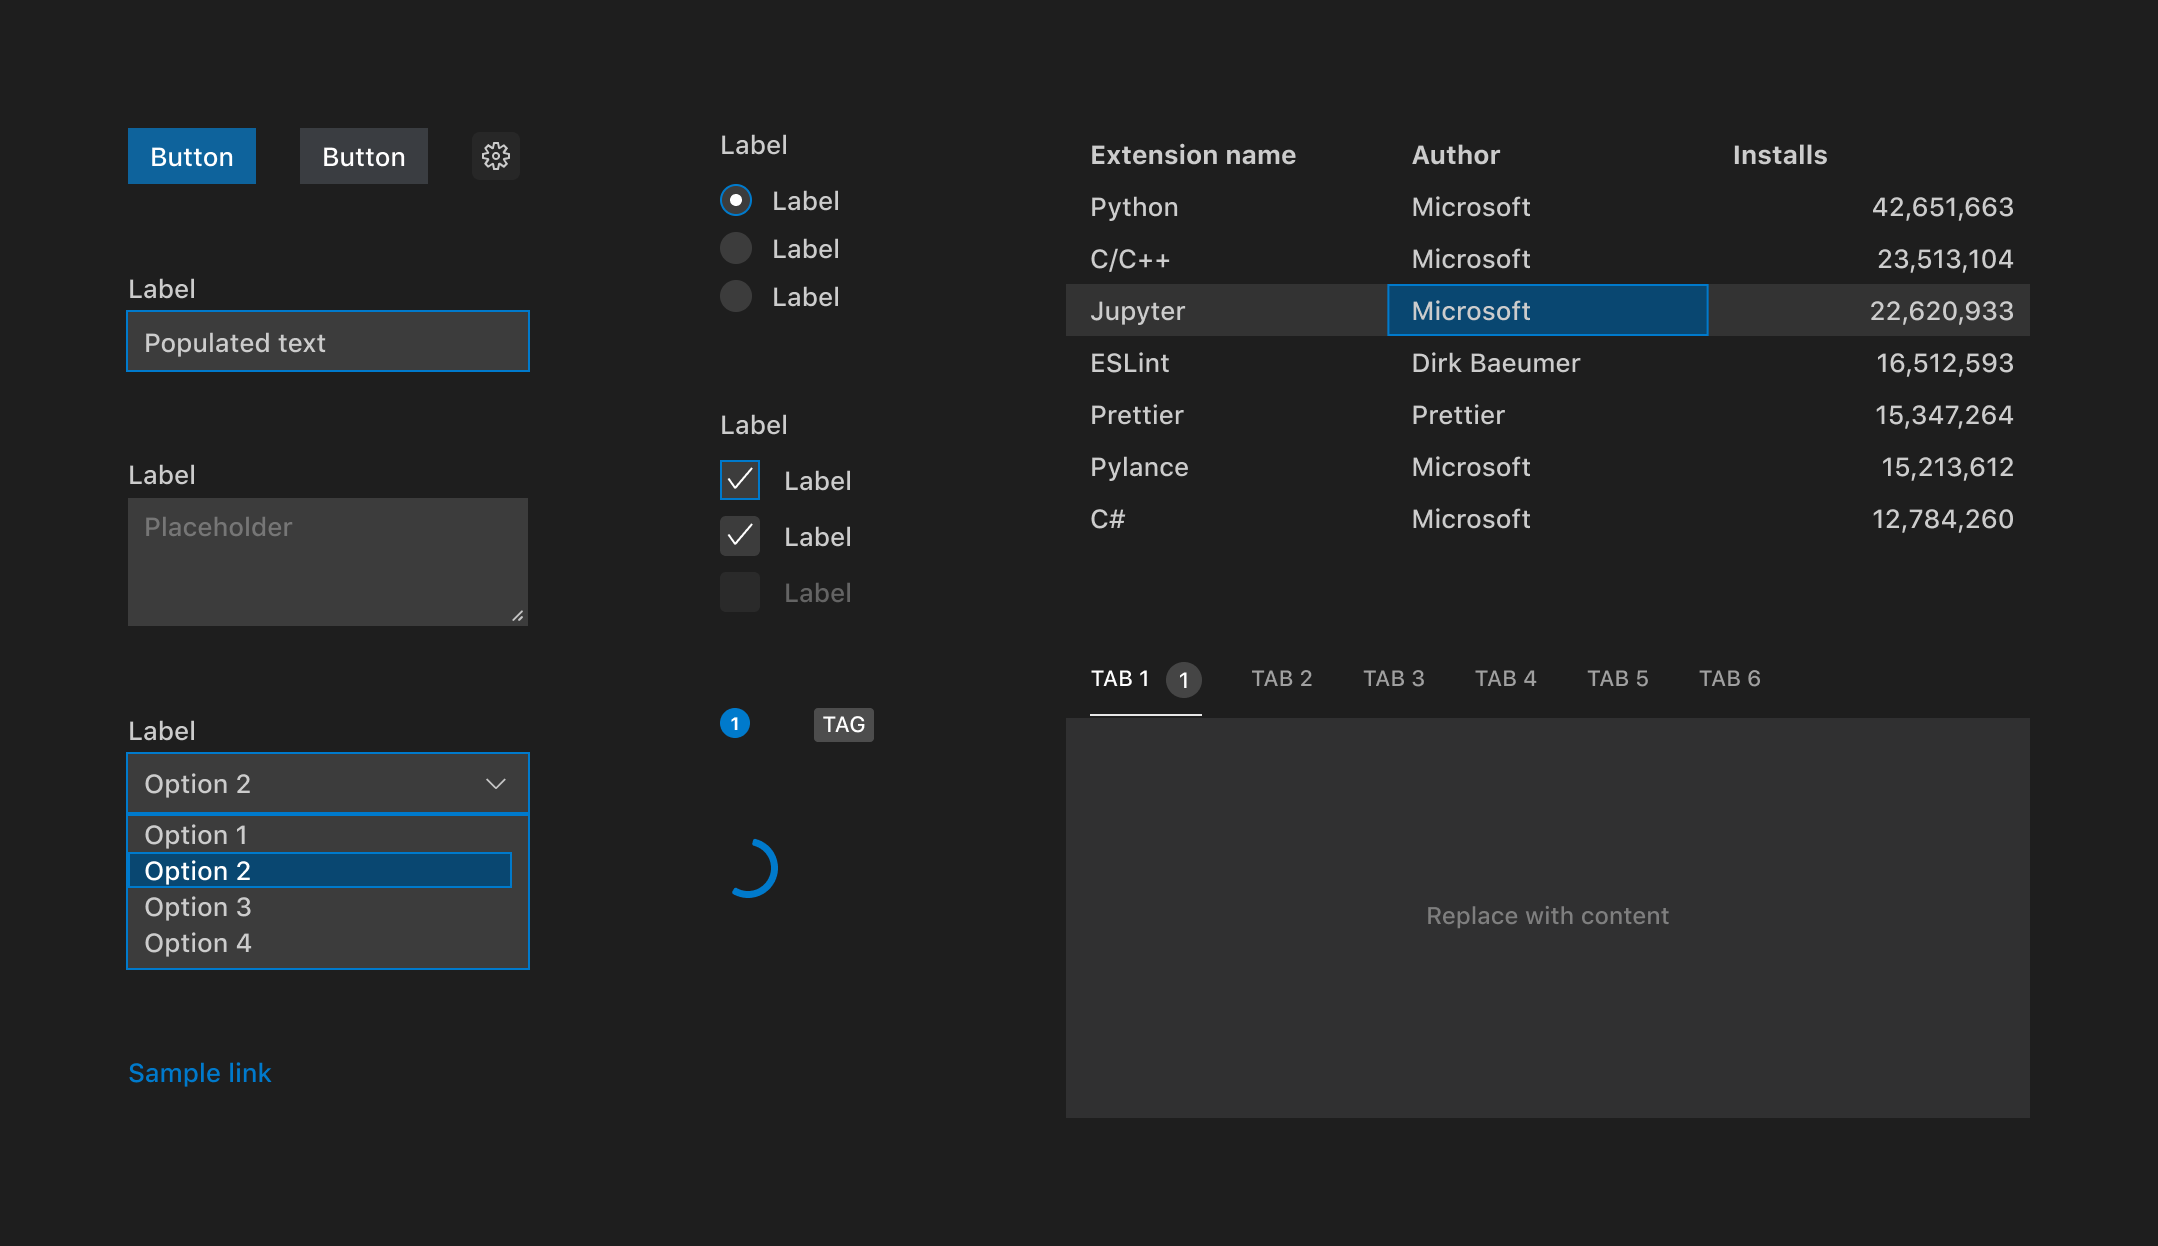 Button
Button
Label
Populated text
Label
Placeholder
Label
Option 2
Option 1
Option 2
Option 3
Option 4
Sample link
Label
Label
Label
Label
Label
Label
Label
Label
1
TAG
Extension name Author Installs
Python Microsoft 42,651,663
C/C++ Microsoft 23,513,104
Jupyter Microsoft 22,620,933
ESLint Dirk Baeumer 16,512,593
Prettier Prettier 15,347,264
Pylance Microsoft 15,213,612
C# Microsoft 12,784,260
TAB 1 1 TAB 2 TAB 3 TAB 4 TAB 5 TAB 6
Replace with content